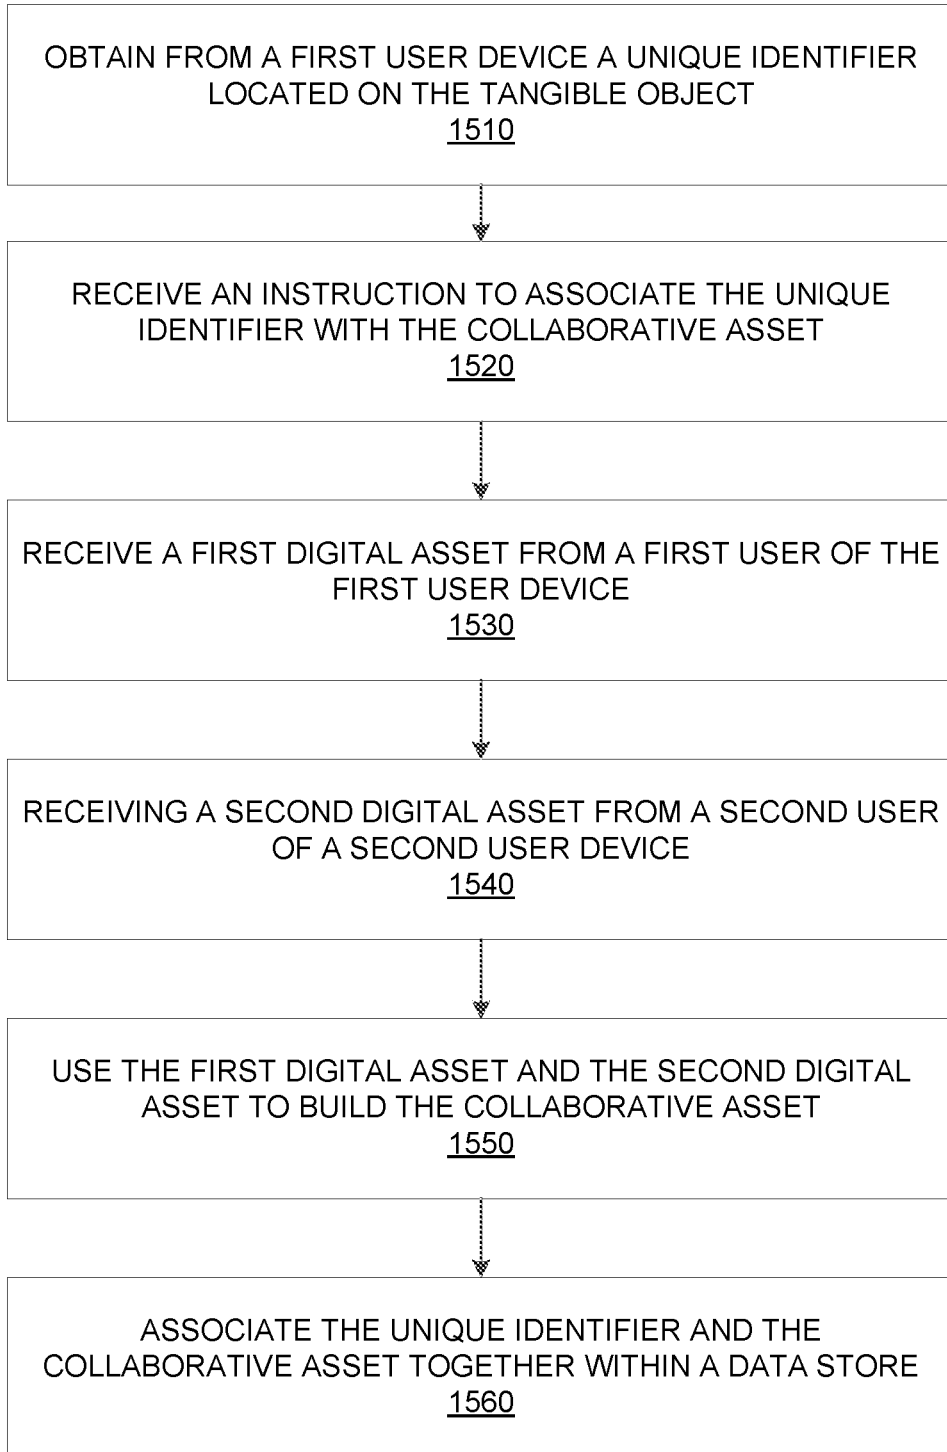 OBTAIN FROM A FIRST USER DEVICE A UNIQUE IDENTIFIER
LOCATED ON THE TANGIBLE OBJECT
1510
RECEIVE AN INSTRUCTION TO ASSOCIATE THE UNIQUE
IDENTIFIER WITH THE COLLABORATIVE ASSET
1520
RECEIVE A FIRST DIGITAL ASSET FROM A FIRST USER OF THE
FIRST USER DEVICE
1530
RECEIVING A SECOND DIGITAL ASSET FROM A SECOND USER
OF A SECOND USER DEVICE
1540
USE THE FIRST DIGITAL ASSET AND THE SECOND DIGITAL
ASSET TO BUILD THE COLLABORATIVE ASSET
1550
ASSOCIATE THE UNIQUE IDENTIFIER AND THE
COLLABORATIVE ASSET TOGETHER WITHIN A DATA STORE
1560